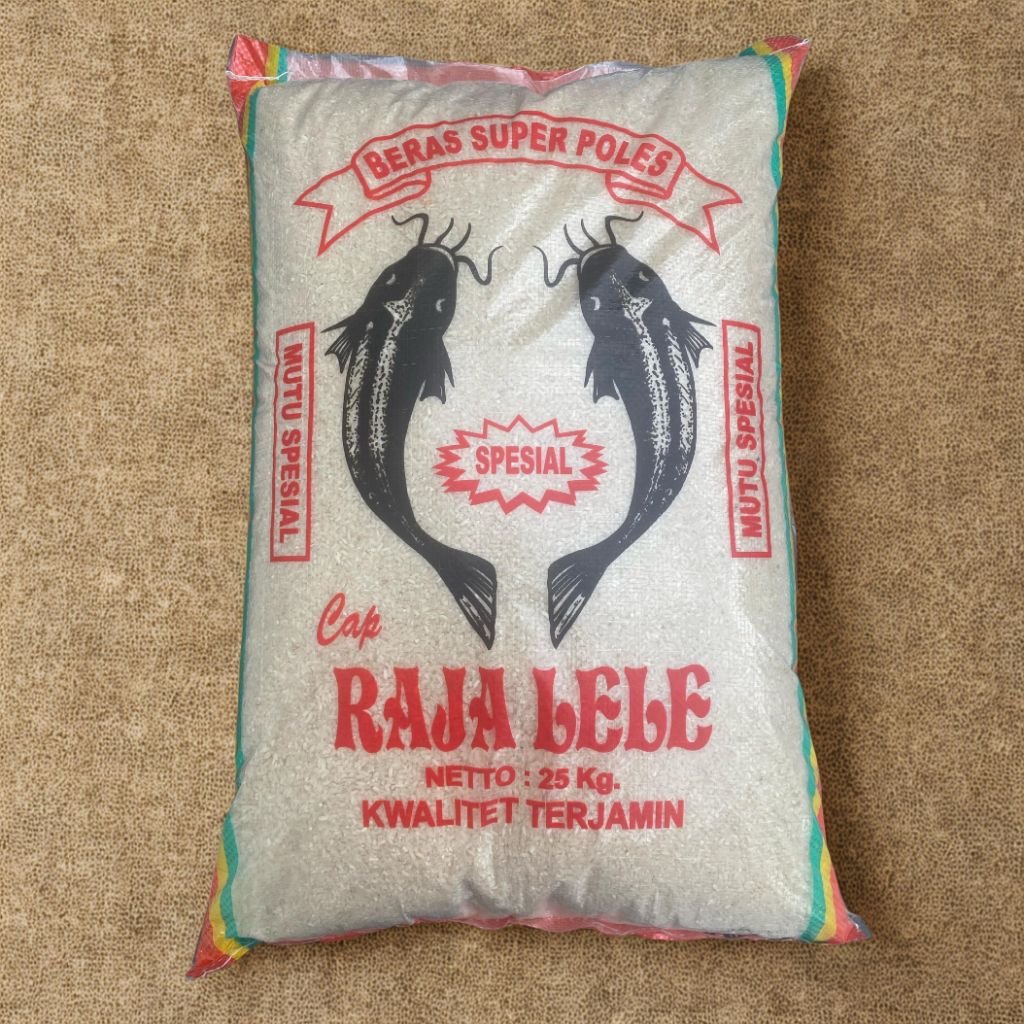 BERAS SUPER POLES
MUTU SPESIAL
SPESIAL
MUTU SPESIAL
Cap
RAJA LELE
NETTO : 25 Kg.
KWALITET TERJAMIN